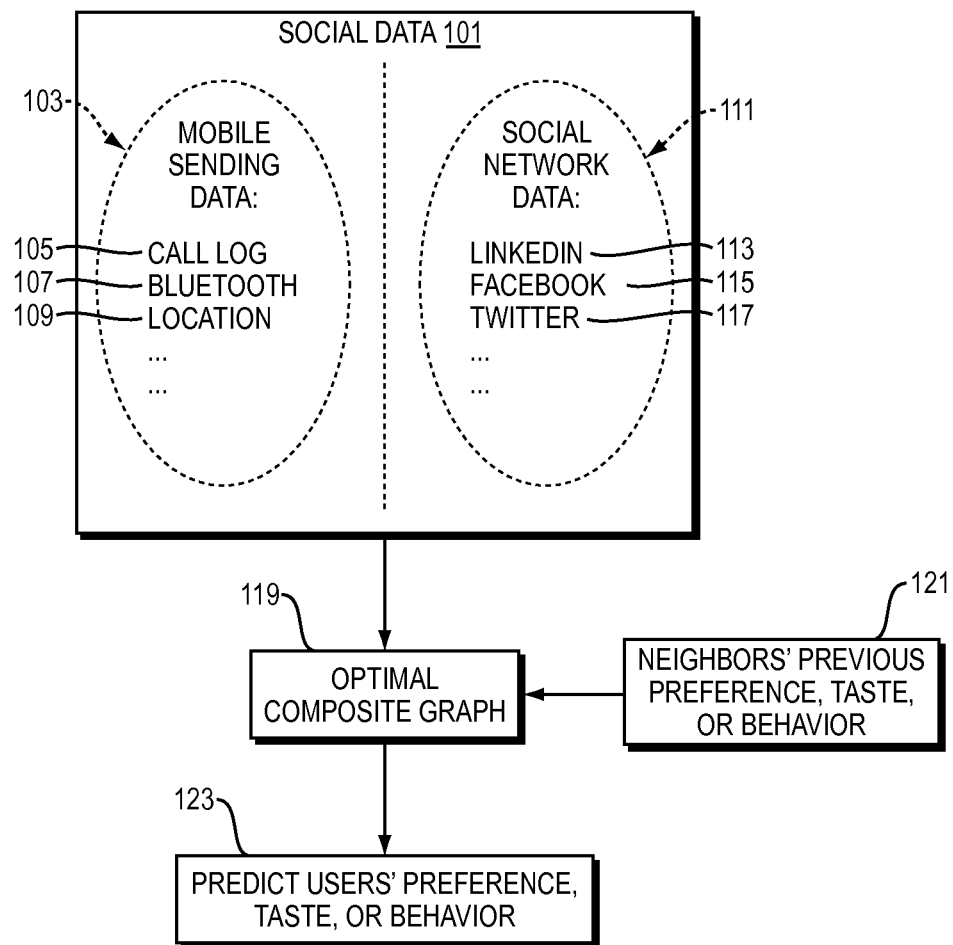 SOCIAL DATA 101
103
MOBILE
SENDING
DATA:
105
CALL LOG
107
BLUETOOTH
109
LOCATION
...
...
111
SOCIAL
NETWORK
DATA:
LINKEDIN
113
FACEBOOK
115
TWITTER
117
...
...
119
OPTIMAL
COMPOSITE GRAPH
121
NEIGHBORS' PREVIOUS
PREFERENCE, TASTE,
OR BEHAVIOR
123
PREDICT USERS' PREFERENCE,
TASTE, OR BEHAVIOR